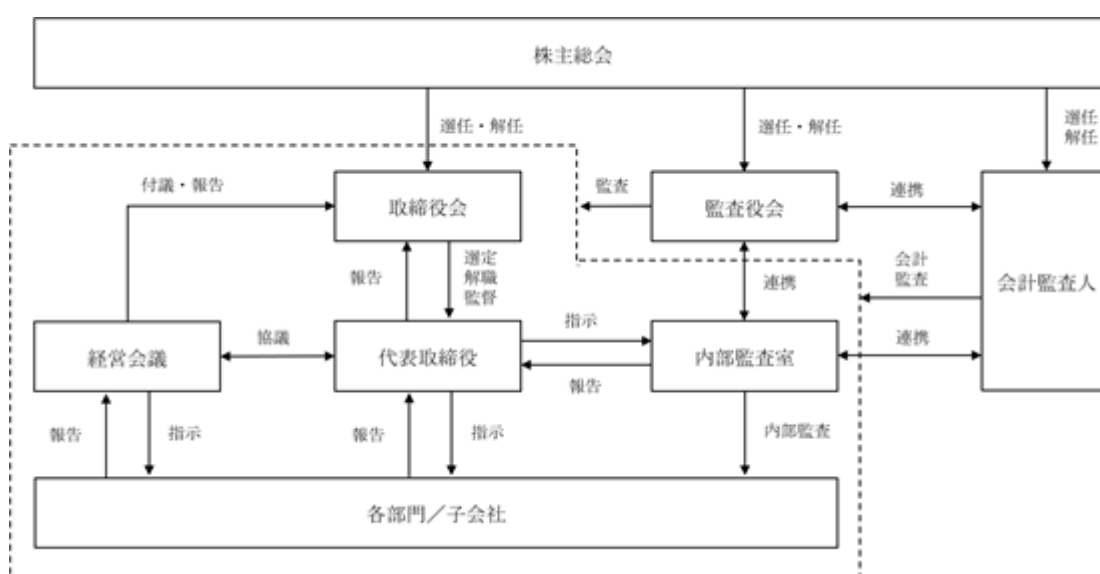 株主総会
選任・解任
選任・解任
選任
解任
付議・報告
取締役会
監査
監査役会
連携
報告
選定
解職
監督
連携
会計
監査
会計監査人
経営会議
協議
代表取締役
指示
報告
内部監査室
連携
報告
指示
報告
指示
内部監査
各部門／子会社